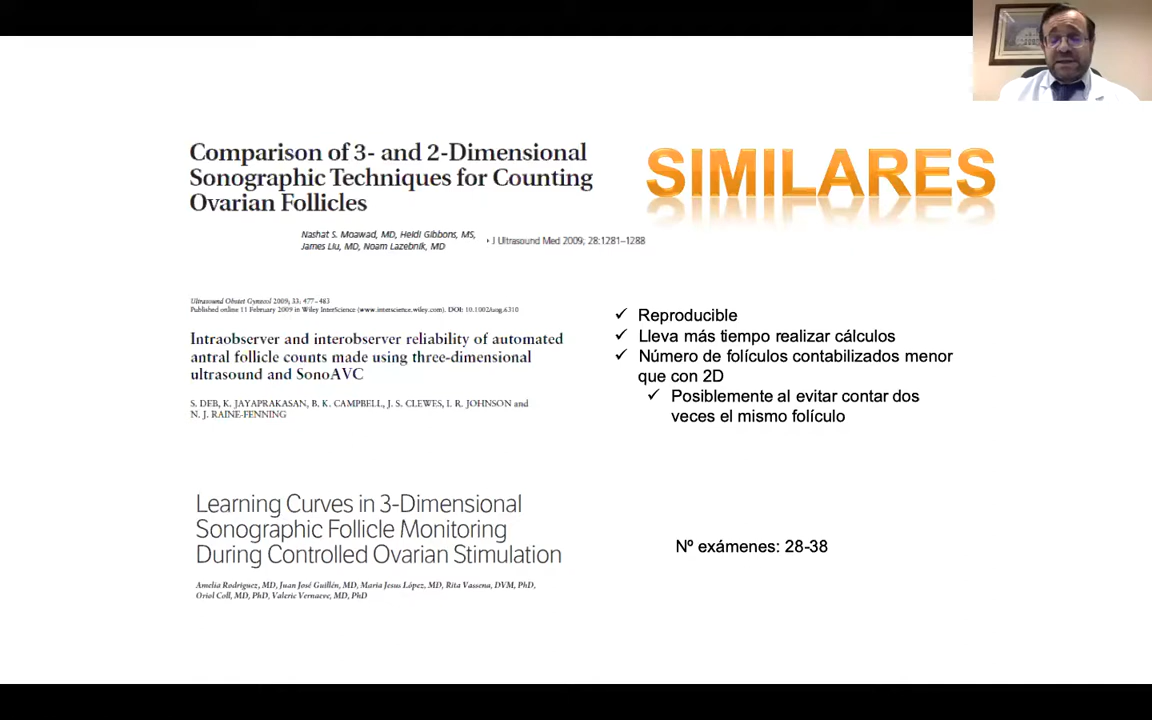 Comparison of 3- and 2-Dimensional
Sonographic Techniques for Counting
Ovarian Follicles
SIMILARES
Nashat S. Moawad, MD, Heidi Gibbons, MS,
James Liu, MD, Noam Lazebnik, MD
J Ultrasound Med 2009; 28:1281–1288
Ultrasound Obstet Gynecol 2009; 33: 477–483
Published online 11 February 2009 in Wiley InterScience (www.interscience.wiley.com). DOI: 10.1002/uog.6310
Intraobserver and interobserver reliability of automated
antral follicle counts made using three-dimensional
ultrasound and SonoAVC
S. DEB, K. JAYAPRAKASAN, B. K. CAMPBELL, J. S. CLEWES, I. R. JOHNSON and
N. J. RAINE-FENNING
✓ Reproducible
✓ Lleva más tiempo realizar cálculos
✓ Número de folículos contabilizados menor
que con 2D
✓ Posiblemente al evitar contar dos
veces el mismo folículo
Learning Curves in 3-Dimensional
Sonographic Follicle Monitoring
During Controlled Ovarian Stimulation
Amelia Rodríguez, MD, Juan José Guillén, MD, María Jesus López, MD, Rita Vassena, DVM, PhD,
Oriol Coll, MD, PhD, Valerie Vernaeve, MD, PhD
Nº exámenes: 28-38